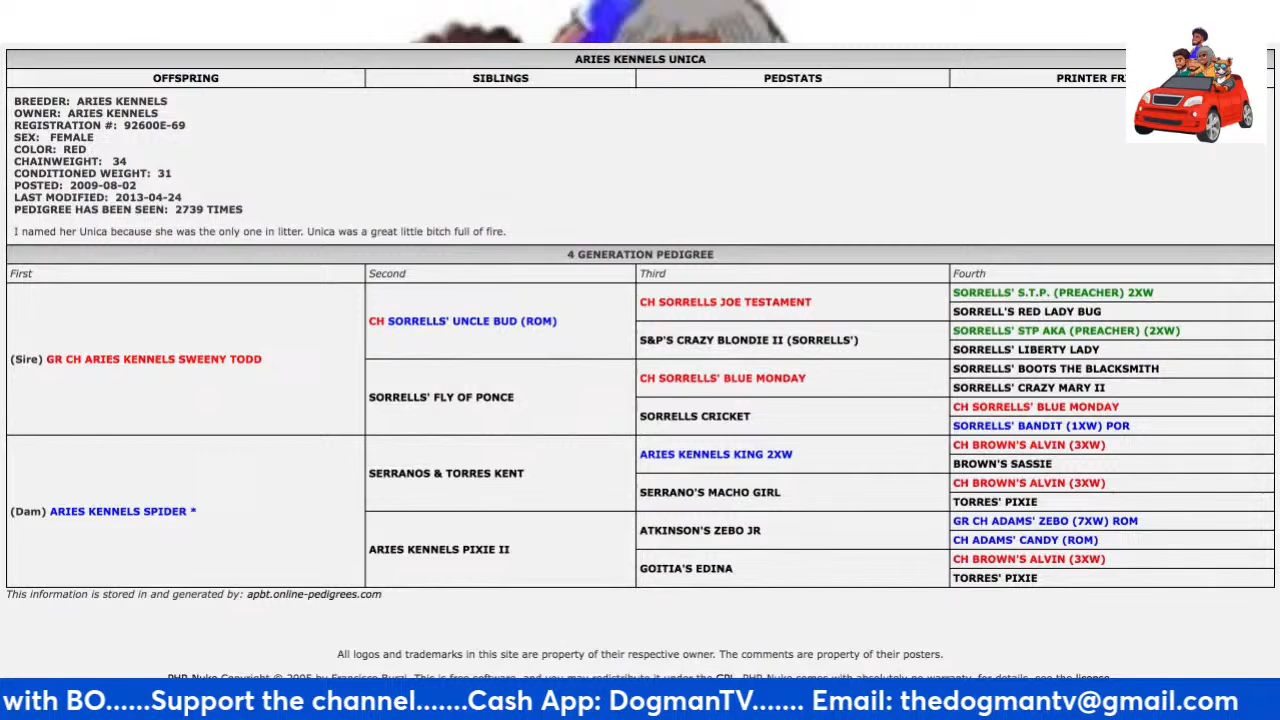 ARIES KENNELS UNICA
OFFSPRING SIBLINGS PEDSTATS PRINTER
BREEDER: ARIES KENNELS
OWNER: ARIES KENNELS
REGISTRATION #: 92600E-69
SEX: FEMALE
COLOR: RED
CHAINWEIGHT: 34
CONDITIONED WEIGHT: 31
POSTED: 2009-08-02
LAST MODIFIED: 2013-04-24
PEDIGREE HAS BEEN SEEN: 2739 TIMES
I named her Unica because she was the only one in litter. Unica was a great little bitch full of fire.
4 GENERATION PEDIGREE
First Second Third Fourth
(Sire) GR CH ARIES KENNELS SWEENY TODD
CH SORRELLS' UNCLE BUD (ROM)
CH SORRELLS JOE TESTAMENT
SORRELLS' S.T.P. (PREACHER) 2XW
SORRELL'S RED LADY BUG
S&P'S CRAZY BLONDIE II (SORRELLS')
SORRELLS' STP AKA (PREACHER) (2XW)
SORRELLS' LIBERTY LADY
SORRELLS' FLY OF PONCE
CH SORRELLS' BLUE MONDAY
SORRELLS' BOOTS THE BLACKSMITH
SORRELLS' CRAZY MARY II
SORRELLS CRICKET
CH SORRELLS' BLUE MONDAY
SORRELLS' BANDIT (1XW) POR
(Dam) ARIES KENNELS SPIDER *
SERRANOS & TORRES KENT
ARIES KENNELS KING 2XW
CH BROWN'S ALVIN (3XW)
BROWN'S SASSIE
SERRANO'S MACHO GIRL
CH BROWN'S ALVIN (3XW)
TORRES' PIXIE
ARIES KENNELS PIXIE II
ATKINSON'S ZEBO JR
GR CH ADAMS' ZEBO (7XW) ROM
CH ADAMS' CANDY (ROM)
GOITIA'S EDINA
CH BROWN'S ALVIN (3XW)
TORRES' PIXIE
This information is stored in and generated by: apbt.online-pedigrees.com
All logos and trademarks in this site are property of their respective owner. The comments are property of their posters.
with BO......Support the channel.......Cash App: DogmanTV....... Email: thedogmantv@gmail.com